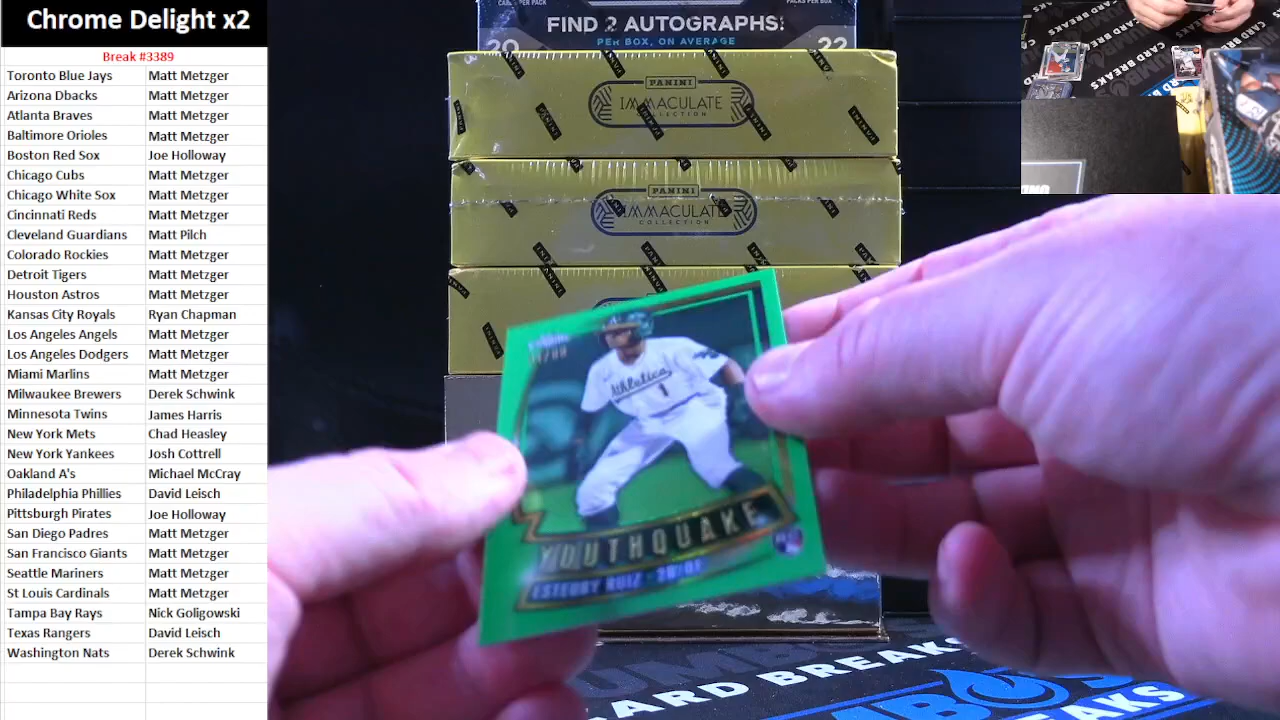 Chrome Delight x2
Break #3389
Toronto Blue Jays Matt Metzger
Arizona Dbacks Matt Metzger
Atlanta Braves Matt Metzger
Baltimore Orioles Matt Metzger
Boston Red Sox Joe Holloway
Chicago Cubs Matt Metzger
Chicago White Sox Matt Metzger
Cincinnati Reds Matt Metzger
Cleveland Guardians Matt Pilch
Colorado Rockies Matt Metzger
Detroit Tigers Matt Metzger
Houston Astros Matt Metzger
Kansas City Royals Ryan Chapman
Los Angeles Angels Matt Metzger
Los Angeles Dodgers Matt Metzger
Miami Marlins Matt Metzger
Milwaukee Brewers Derek Schwink
Minnesota Twins James Harris
New York Mets Chad Heasley
New York Yankees Josh Cottrell
Oakland A's Michael McCray
Philadelphia Phillies David Leisch
Pittsburgh Pirates Joe Holloway
San Diego Padres Matt Metzger
San Francisco Giants Matt Metzger
Seattle Mariners Matt Metzger
St Louis Cardinals Matt Metzger
Tampa Bay Rays Nick Goligowski
Texas Rangers David Leisch
Washington Nats Derek Schwink
FIND 2 AUTOGRAPHS!
PER BOX, ON AVERAGE
20 22
PANINI
IMMACULATE
COLLECTION
PANINI
IMMACULATE
COLLECTION
Athletics
1
YOUTHQUAKE
ESTEURY RUIZ
CARD BREAKS
CARD BREAKS